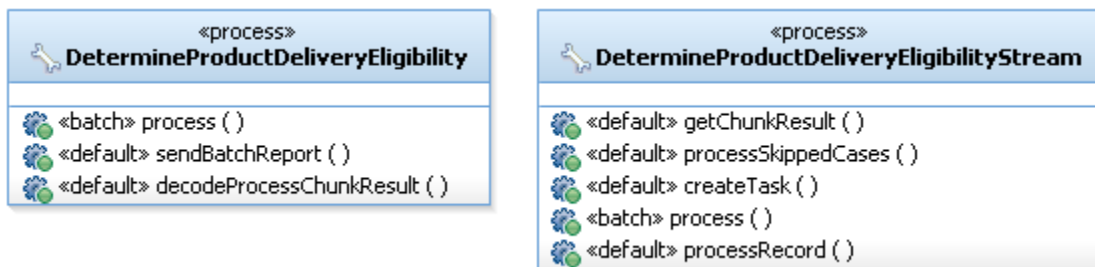 «process»
DetermineProductDeliveryEligibility
«batch» process ( )
«default» sendBatchReport ( )
«default» decodeProcessChunkResult ( )
«process»
DetermineProductDeliveryEligibilityStream
«default» getChunkResult ( )
«default» processSkippedCases ( )
«default» createTask ( )
«batch» process ( )
«default» processRecord ( )